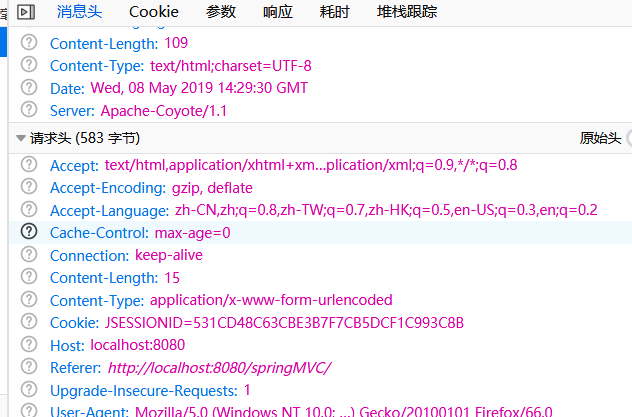 消息头 Cookie 参数 响应 耗时 堆栈跟踪
Content-Length: 109
Content-Type: text/html;charset=UTF-8
Date: Wed, 08 May 2019 14:29:30 GMT
Server: Apache-Coyote/1.1
请求头 (583 字节) 原始头
Accept: text/html,application/xhtml+xm...plication/xml;q=0.9,*/*;q=0.8
Accept-Encoding: gzip, deflate
Accept-Language: zh-CN,zh;q=0.8,zh-TW;q=0.7,zh-HK;q=0.5,en-US;q=0.3,en;q=0.2
Cache-Control: max-age=0
Connection: keep-alive
Content-Length: 15
Content-Type: application/x-www-form-urlencoded
Cookie: JSESSIONID=531CD48C63CBE3B7F7CB5DCF1C993C8B
Host: localhost:8080
Referer: http://localhost:8080/springMVC/
Upgrade-Insecure-Requests: 1
User-Agent: Mozilla/5.0 (Windows NT 10.0; ...) Gecko/20100101 Firefox/66.0